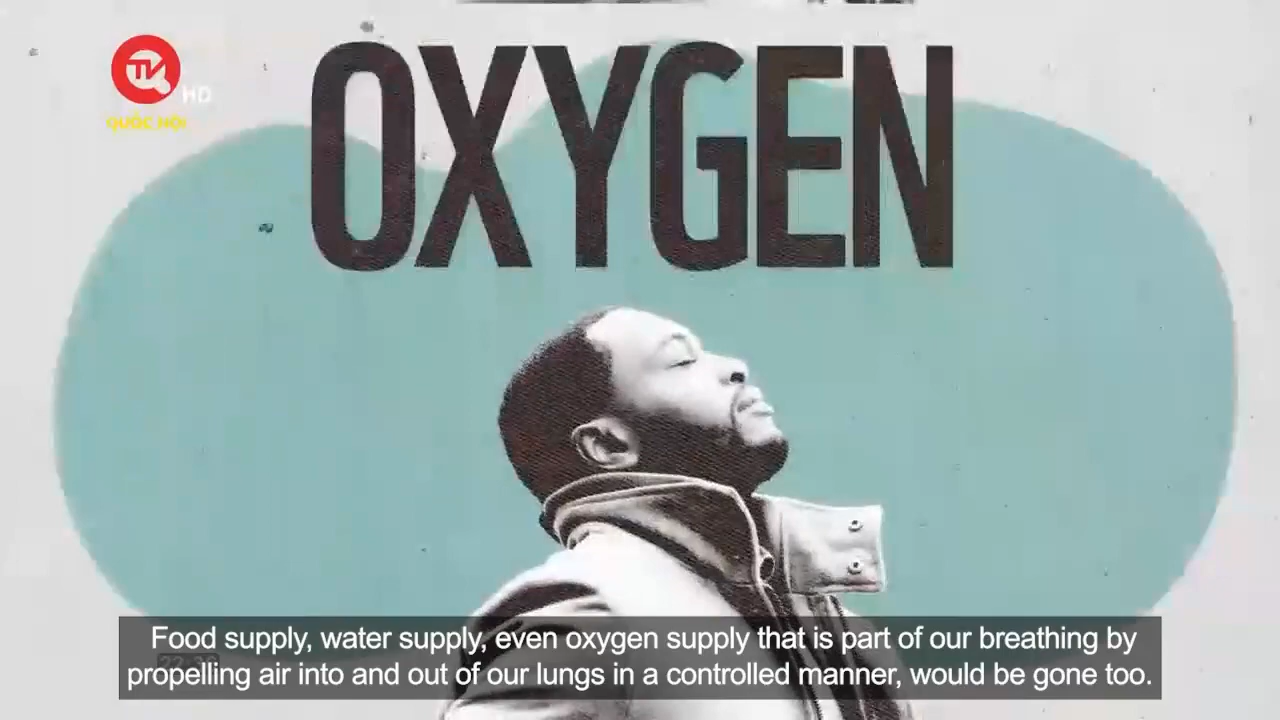 OXYGEN
TV
HD
QUỐC HỘI
Food supply, water supply, even oxygen supply that is part of our breathing by
propelling air into and out of our lungs in a controlled manner, would be gone too.